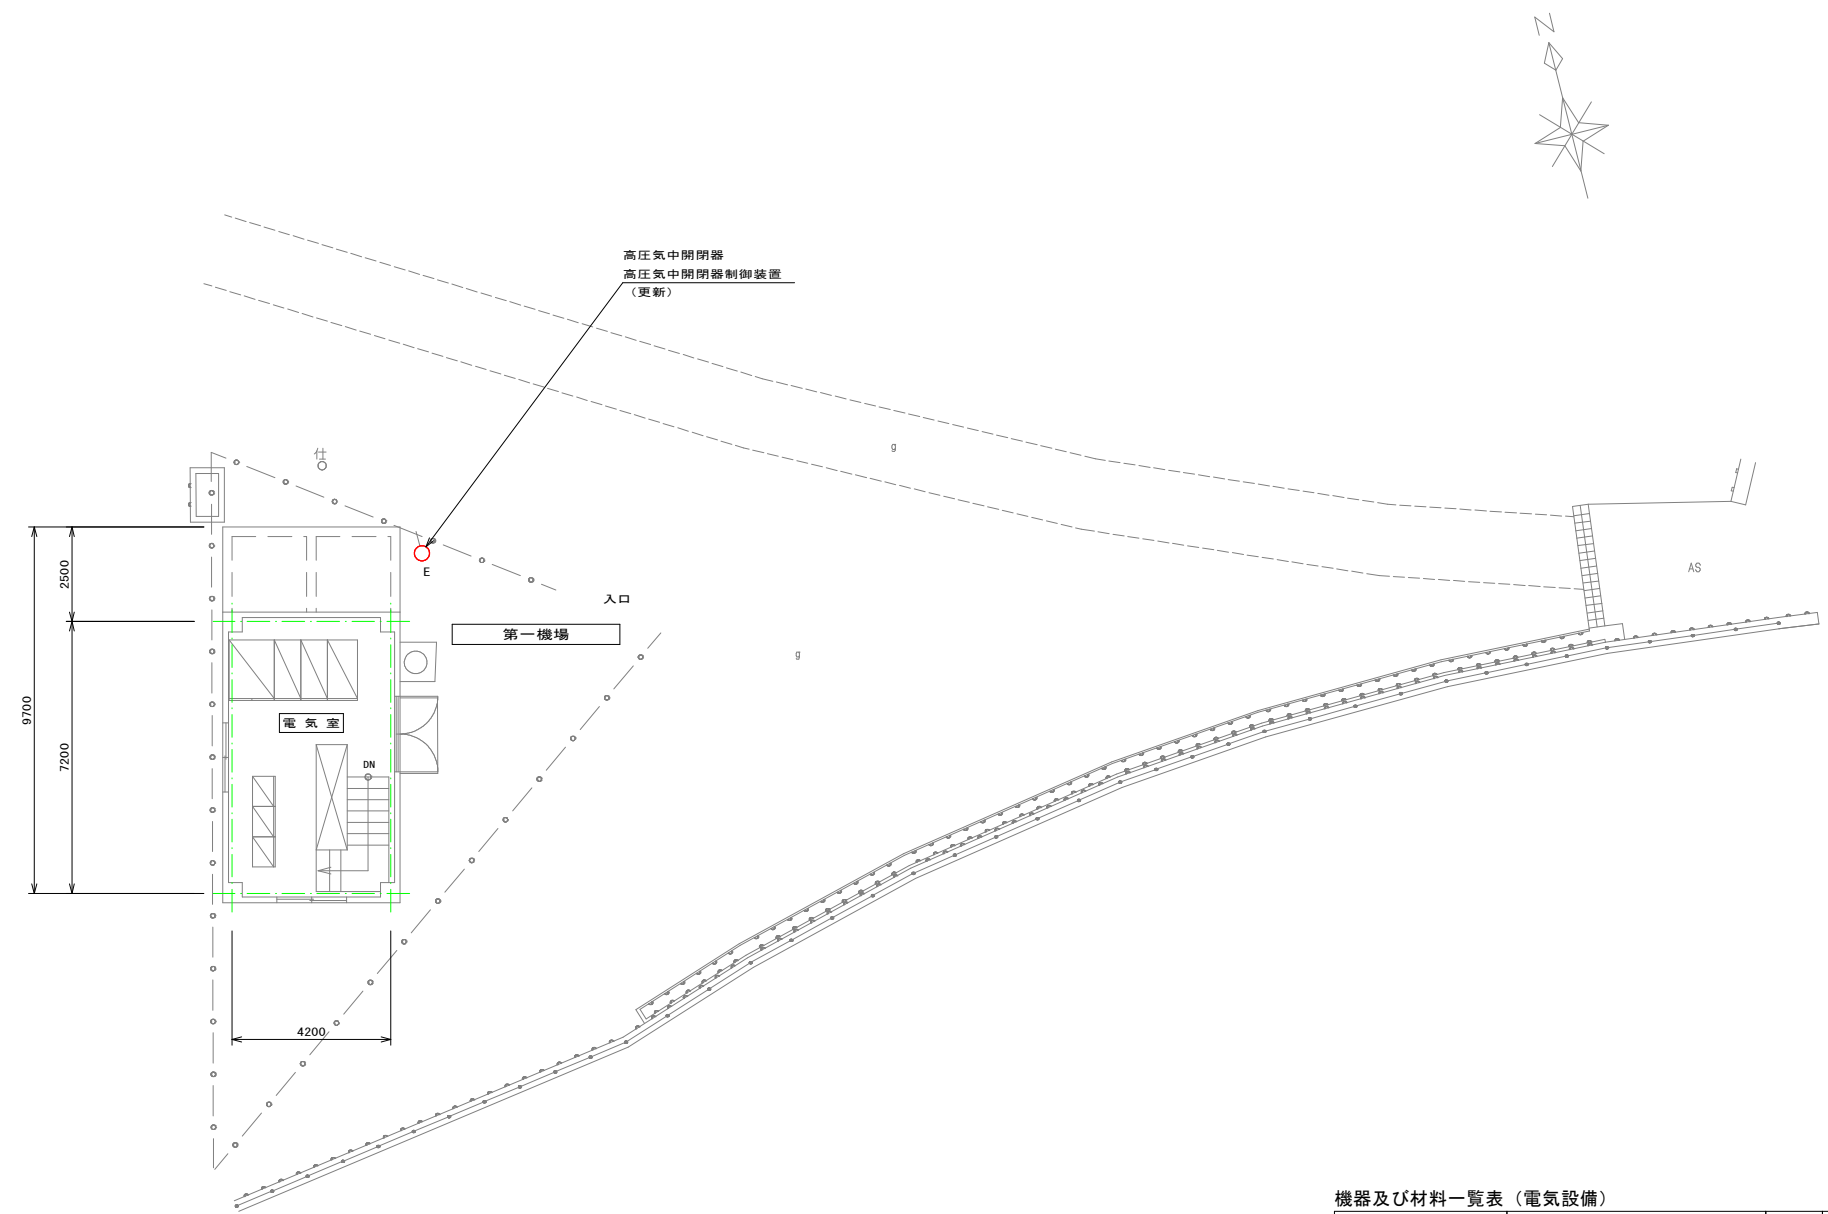 N
高圧気中開閉器
高圧気中開閉器制御装置
（更新）
g
仕
E
AS
入口
第一機場
g
2500
9700
7200
電気室
DN
4200
機器及び材料一覧表（電気設備）